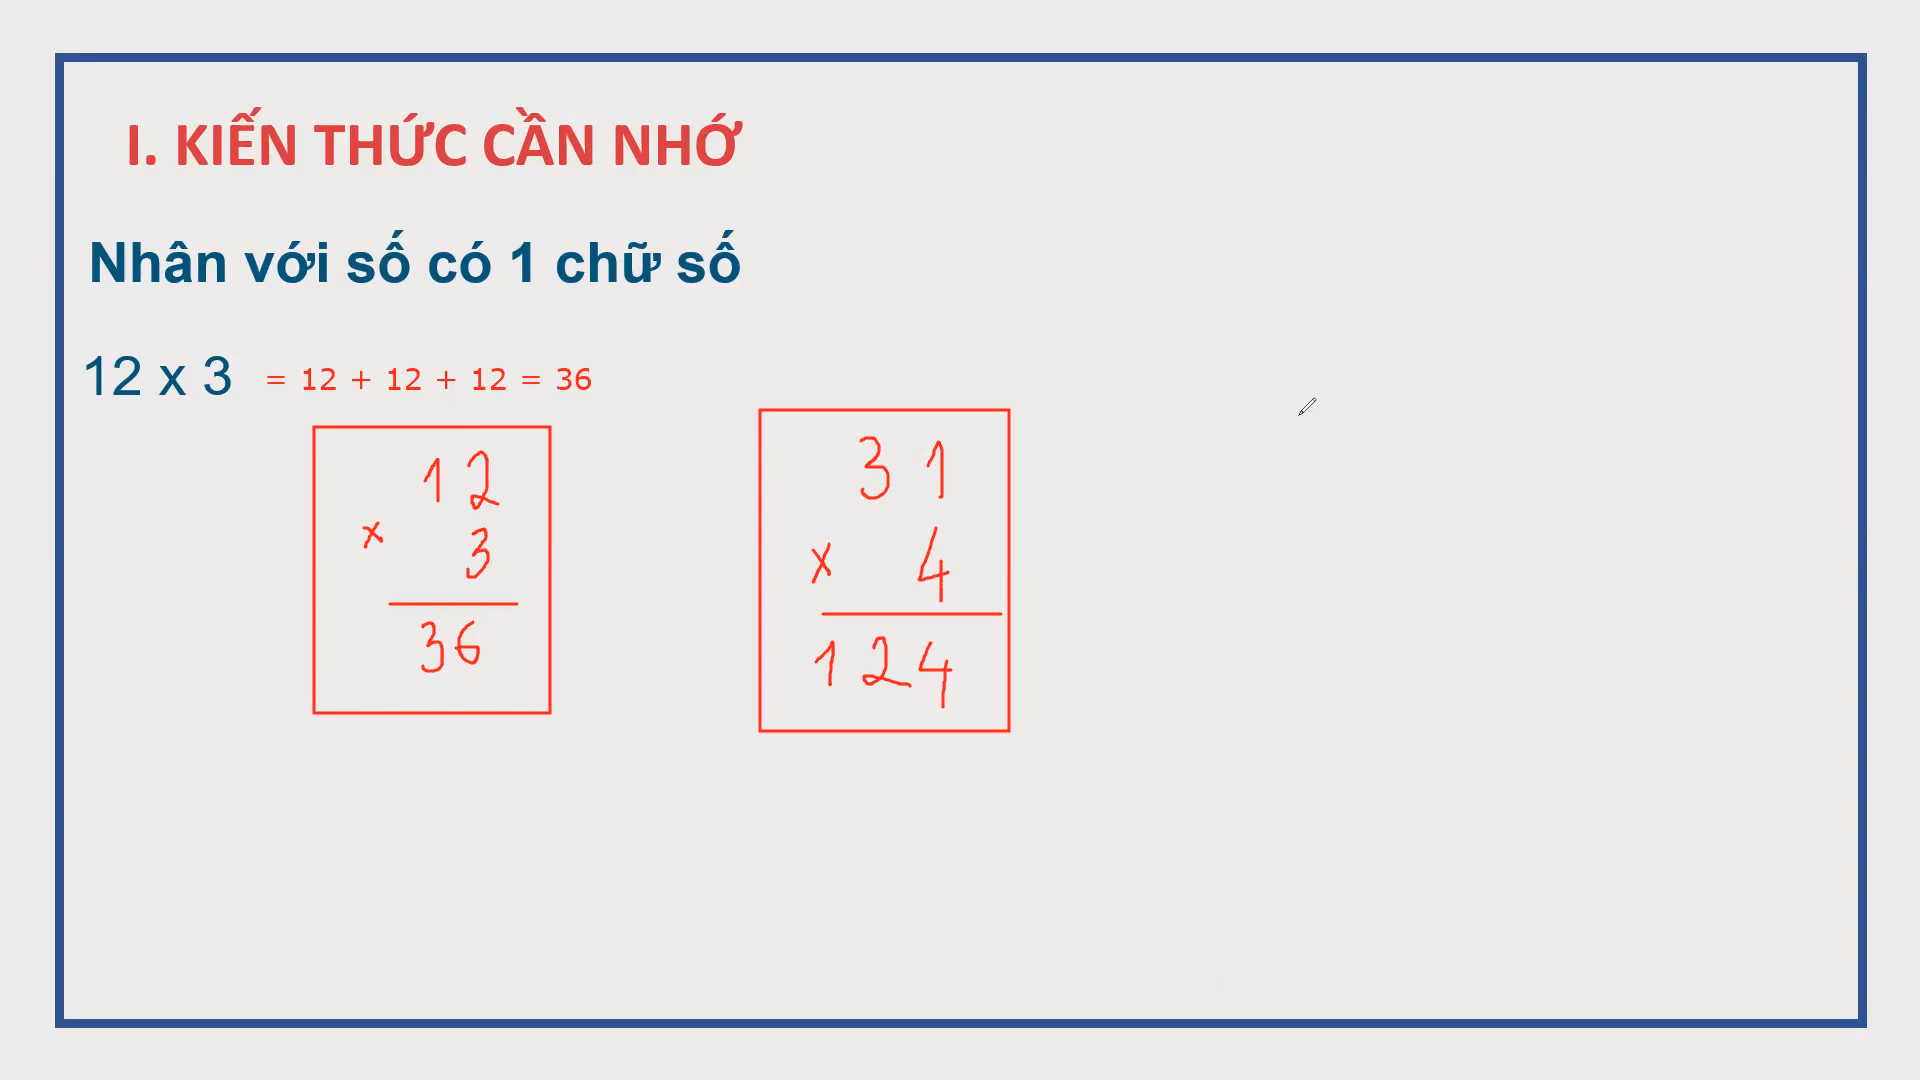 I. KIẾN THỨC CẦN NHỚ
Nhân với số có 1 chữ số
12 x 3 = 12 + 12 + 12 = 36
12
x 3
36
31
x 4
124